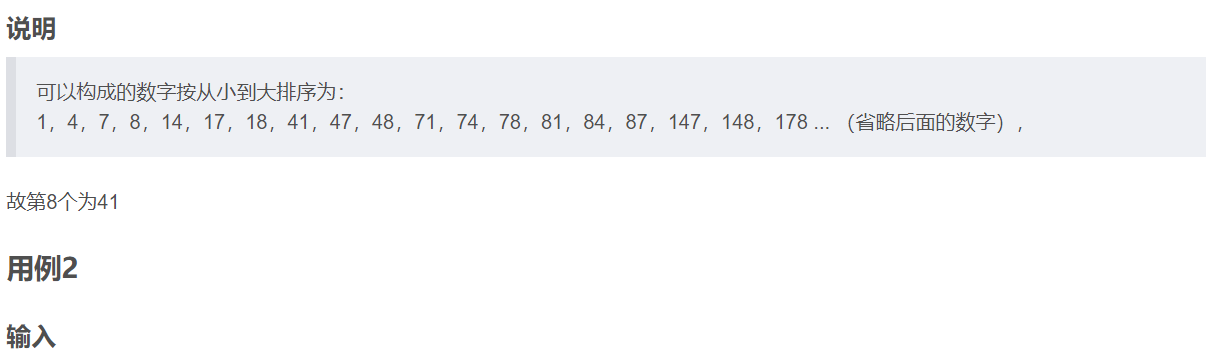 说明
可以构成的数字按从小到大排序为：
1，4，7，8，14，17，18，41，47，48，71，74，78，81，84，87，147，148，178 ... （省略后面的数字），
故第8个为41
用例2
输入